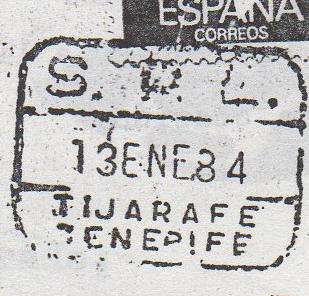 ESPAÑA
CORREOS
13ENE84
TIJARAFE
TENERIFE